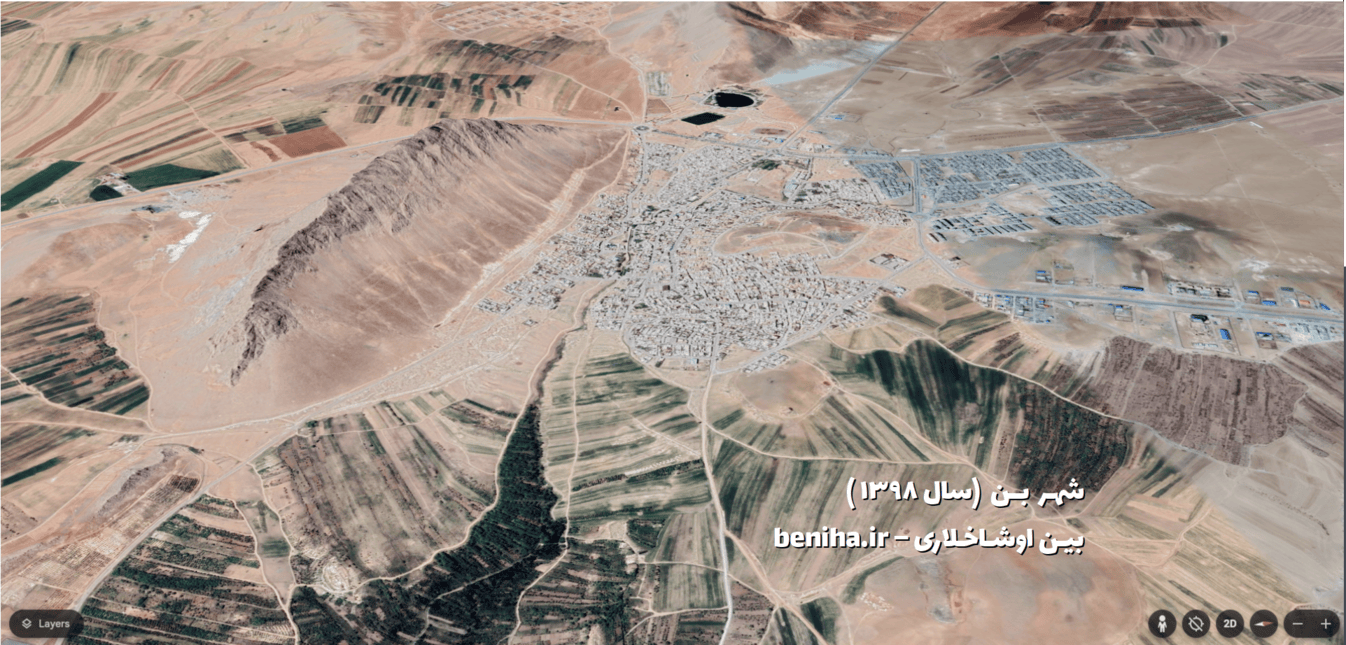 شهر بن (سال ۱۳۹۸)
بین اوشاخلاری – beniha.ir
Layers
2D